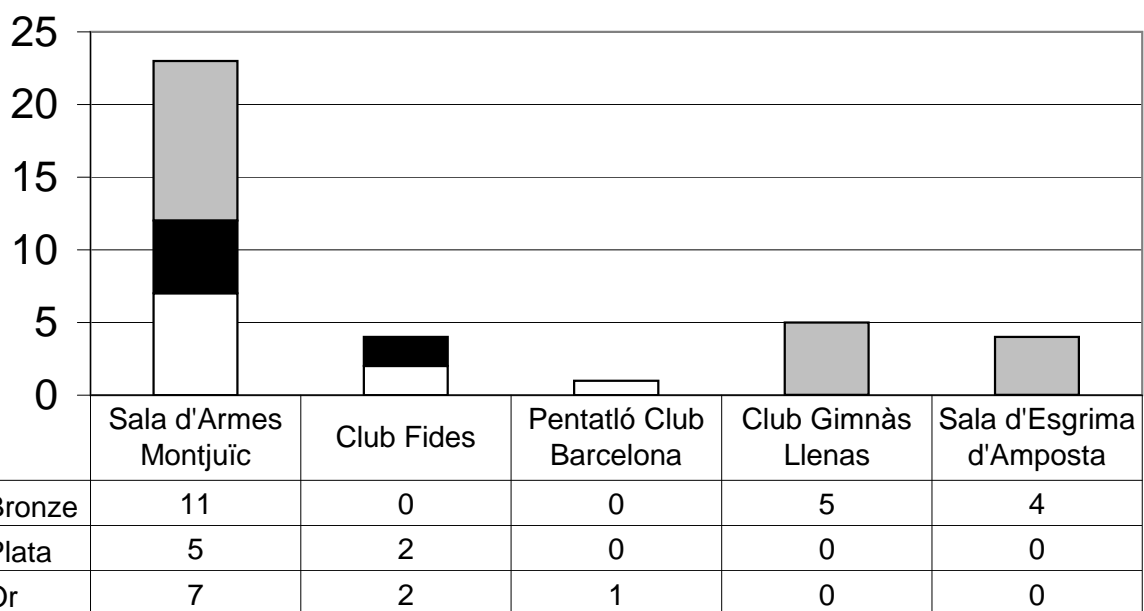 25
20
15
10
5
0
Sala d'Armes Montjuïc
Club Fides
Pentatló Club Barcelona
Club Gimnàs Llenas
Sala d'Esgrima d'Amposta
Bronze 11 0 0 5 4
Plata 5 2 0 0 0
Or 7 2 1 0 0